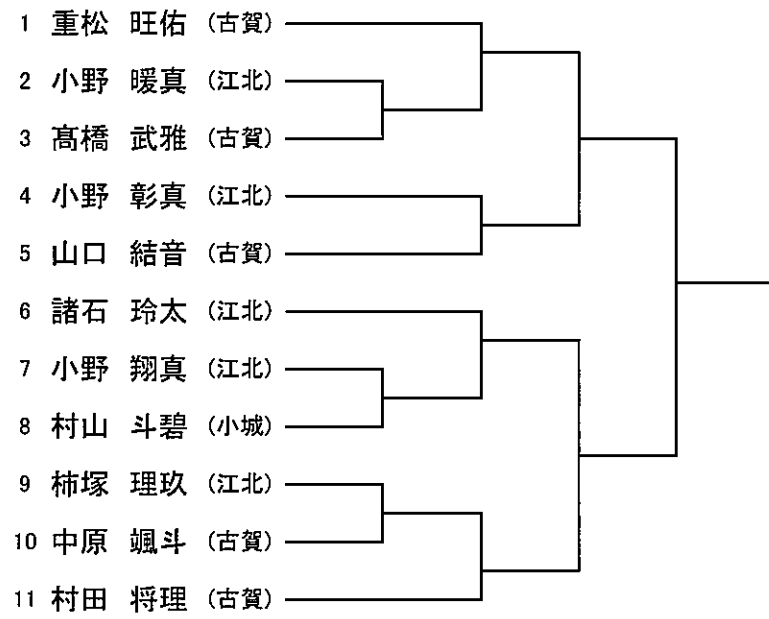 1 重松 旺佑 (古賀)
2 小野 暖真 (江北)
3 髙橋 武雅 (古賀)
4 小野 彰真 (江北)
5 山口 結音 (古賀)
6 諸石 玲太 (江北)
7 小野 翔真 (江北)
8 村山 斗碧 (小城)
9 柿塚 理玖 (江北)
10 中原 颯斗 (古賀)
11 村田 将理 (古賀)